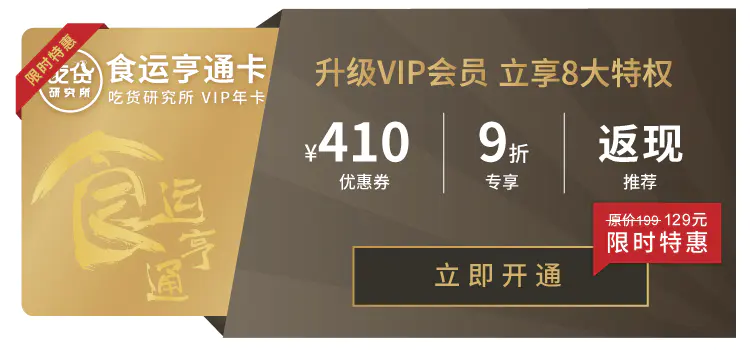 限时特惠
吃货
研究所
食运亨通卡
吃货研究所 VIP年卡
食运亨通
升级VIP会员 立享8大特权
¥410
优惠券
9折
专享
返现
推荐
原价199 129元
限时特惠
立即开通